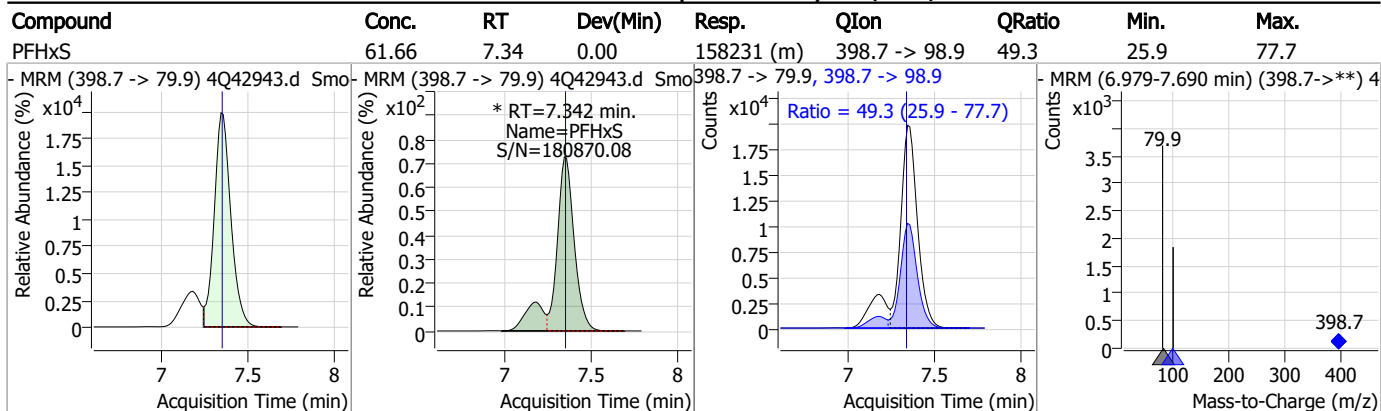 Compound Conc. RT Dev(Min) Resp. QIon QRatio Min. Max.
PFHxS 61.66 7.34 0.00 158231 (m) 398.7 -> 98.9 49.3 25.9 77.7
- MRM (398.7 -> 79.9) 4Q42943.d Smo
Relative Abundance (%)
x10⁴
1.75
1.5
1.25
1
0.75
0.5
0.25
0
7 7.5 8
Acquisition Time (min)
- MRM (398.7 -> 79.9) 4Q42943.d Smo
Relative Abundance (%)
x10²
* RT=7.342 min.
Name=PFHxS
S/N=180870.08
0.8
0.7
0.6
0.5
0.4
0.3
0.2
0.1
0
7 7.5 8
Acquisition Time (min)
398.7 -> 79.9, 398.7 -> 98.9
Counts
x10⁴
Ratio = 49.3 (25.9 - 77.7)
1.75
1.5
1.25
1
0.75
0.5
0.25
0
7 7.5 8
Acquisition Time (min)
- MRM (6.979-7.690 min) (398.7->**) 4
Counts
x10³
79.9
3.5
3
2.5
2
1.5
1
0.5
0
398.7
100 200 300 400
Mass-to-Charge (m/z)